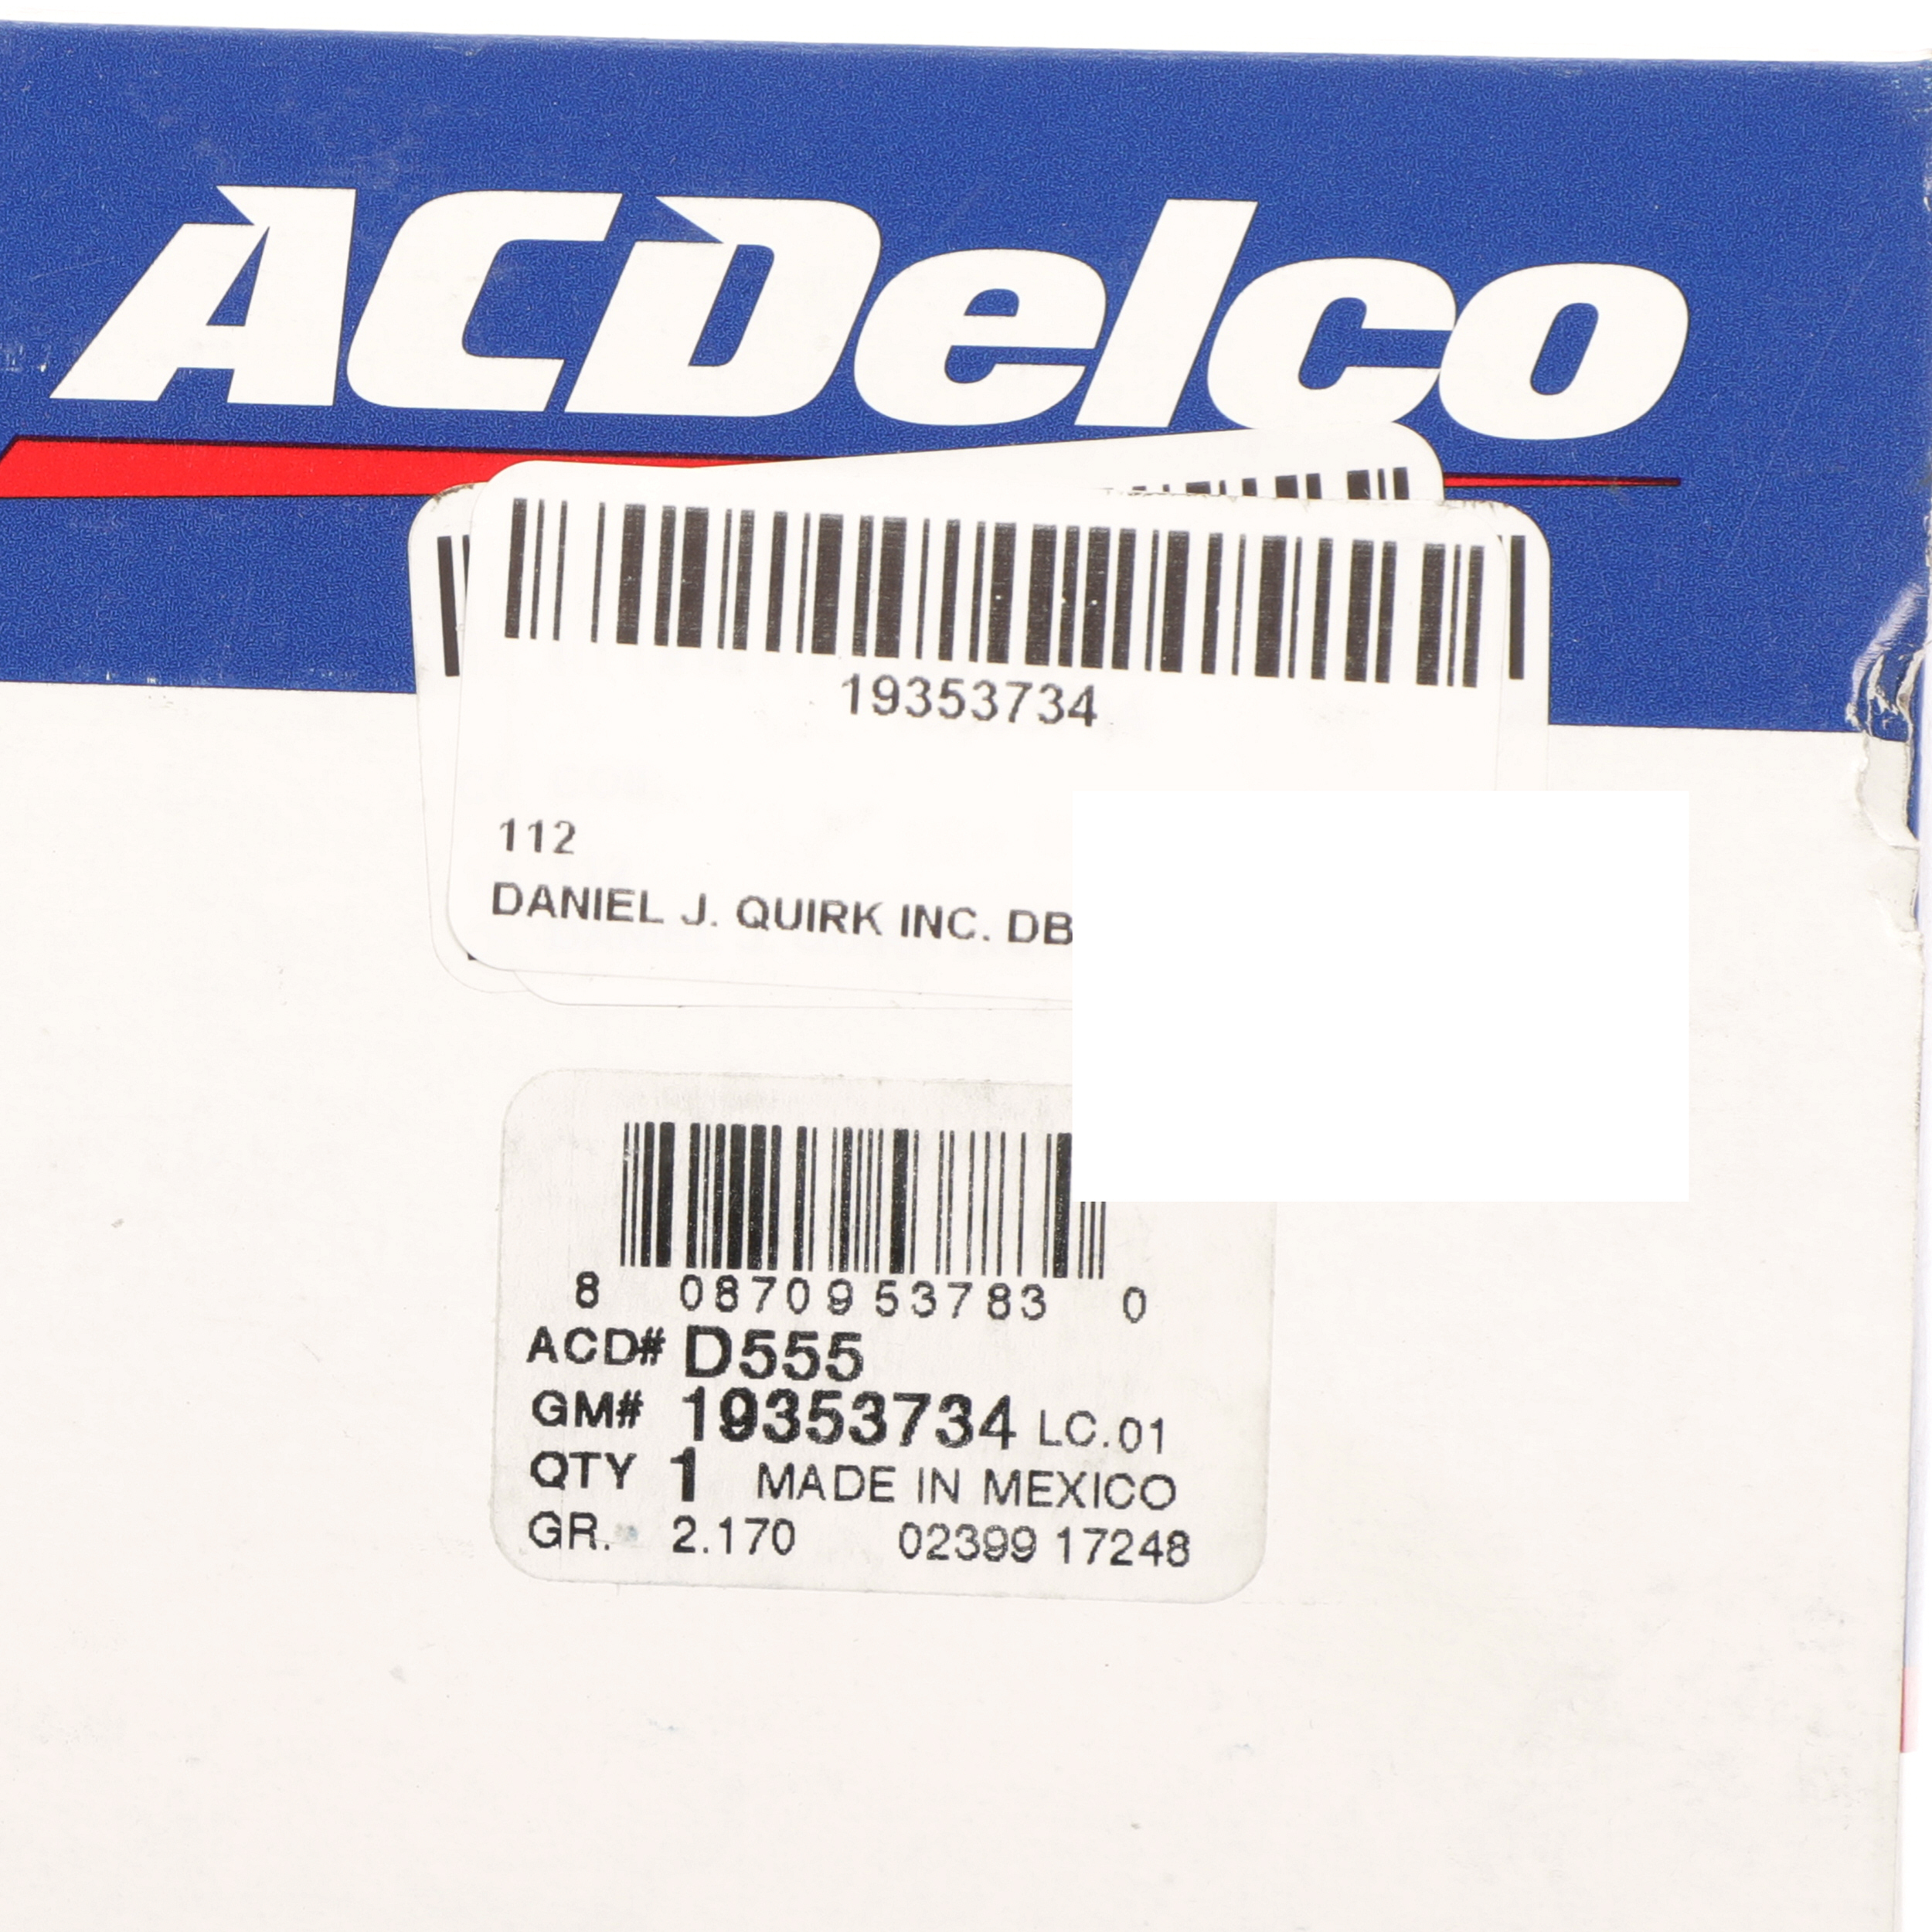 ACDelco
19353734
112
DANIEL J. QUIRK INC. DB
8 08709 53783 0
ACD# D555
GM# 19353734 LC.01
QTY 1 MADE IN MEXICO
GR. 2.170 02399 17248